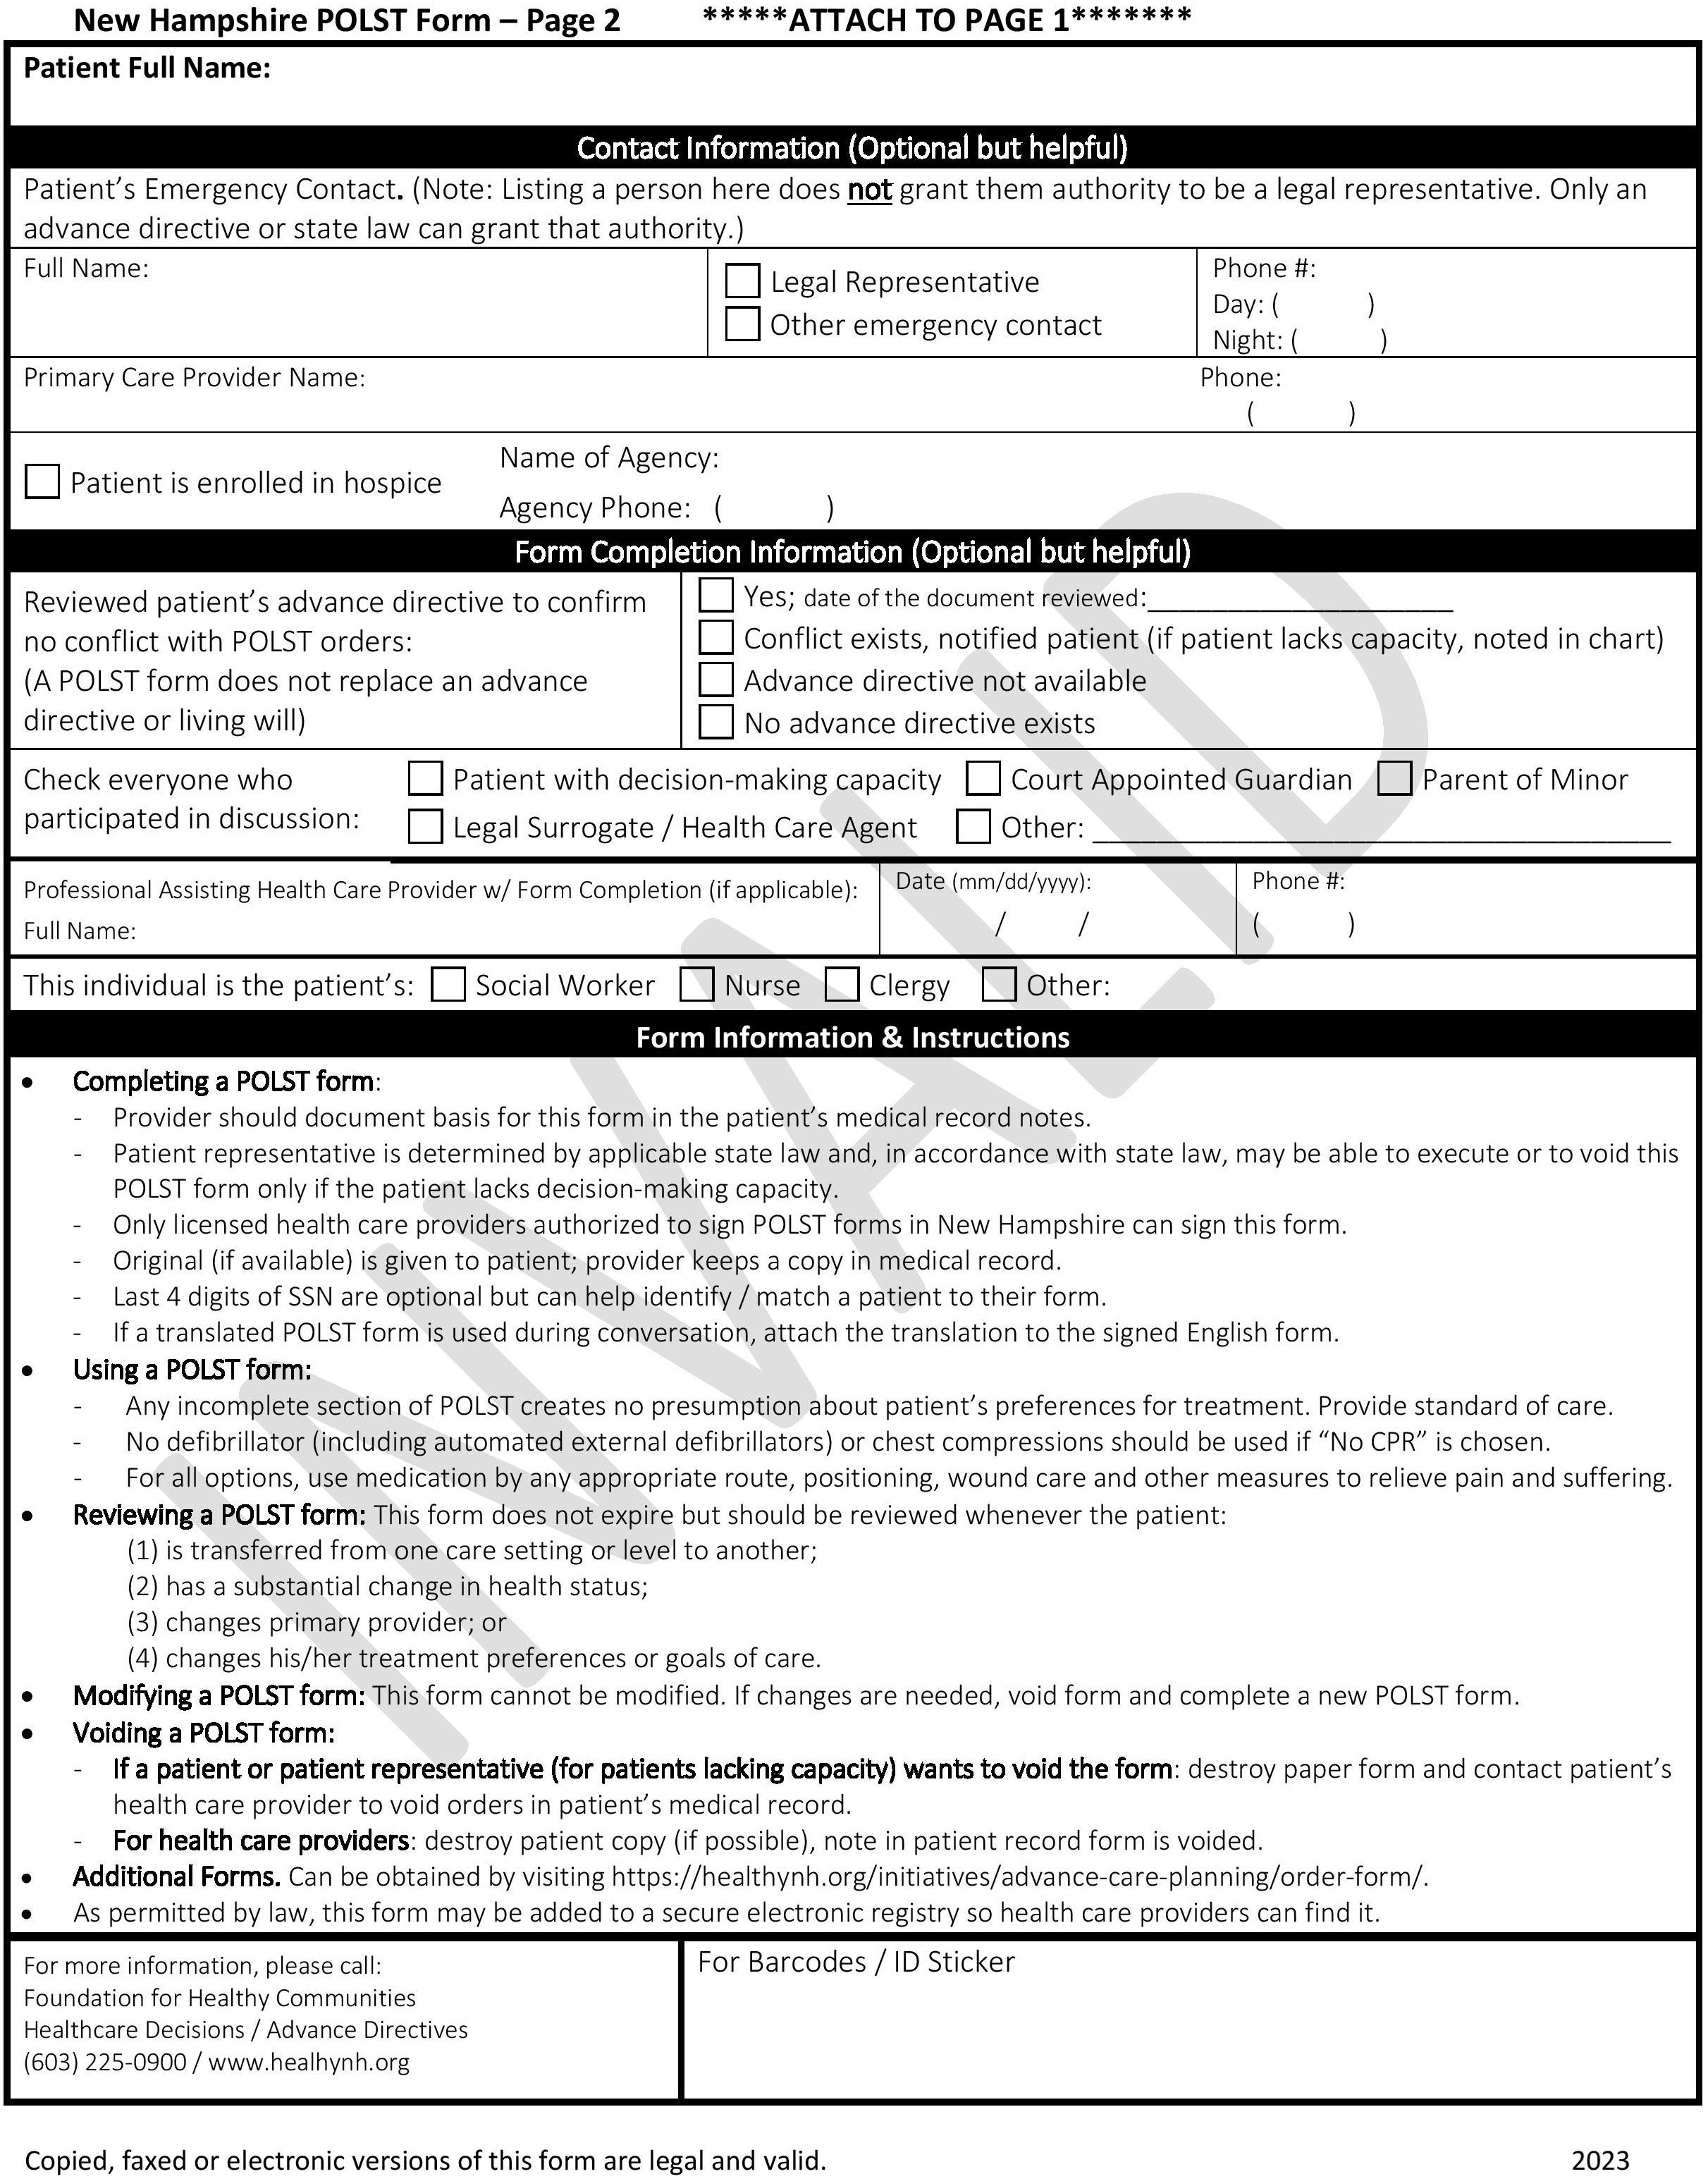 New Hampshire POLST Form – Page 2 *****ATTACH TO PAGE 1*******
Patient Full Name:
Contact Information (Optional but helpful)
Patient’s Emergency Contact. (Note: Listing a person here does not grant them authority to be a legal representative. Only an
advance directive or state law can grant that authority.)
Full Name:
Legal Representative
Other emergency contact
Phone #:
Day: ( )
Night: ( )
Primary Care Provider Name:
Phone:
( )
Patient is enrolled in hospice
Name of Agency:
Agency Phone: ( )
Form Completion Information (Optional but helpful)
Reviewed patient’s advance directive to confirm
no conflict with POLST orders:
(A POLST form does not replace an advance
directive or living will)
Yes; date of the document reviewed:___________________
Conflict exists, notified patient (if patient lacks capacity, noted in chart)
Advance directive not available
No advance directive exists
Check everyone who
participated in discussion:
Patient with decision-making capacity Court Appointed Guardian Parent of Minor
Legal Surrogate / Health Care Agent Other: ____________________________________
Professional Assisting Health Care Provider w/ Form Completion (if applicable):
Full Name:
Date (mm/dd/yyyy):
/ /
Phone #:
( )
This individual is the patient’s: Social Worker Nurse Clergy Other:
Form Information & Instructions
• Completing a POLST form:
- Provider should document basis for this form in the patient’s medical record notes.
- Patient representative is determined by applicable state law and, in accordance with state law, may be able to execute or to void this
POLST form only if the patient lacks decision-making capacity.
- Only licensed health care providers authorized to sign POLST forms in New Hampshire can sign this form.
- Original (if available) is given to patient; provider keeps a copy in medical record.
- Last 4 digits of SSN are optional but can help identify / match a patient to their form.
- If a translated POLST form is used during conversation, attach the translation to the signed English form.
• Using a POLST form:
- Any incomplete section of POLST creates no presumption about patient’s preferences for treatment. Provide standard of care.
- No defibrillator (including automated external defibrillators) or chest compressions should be used if “No CPR” is chosen.
- For all options, use medication by any appropriate route, positioning, wound care and other measures to relieve pain and suffering.
• Reviewing a POLST form: This form does not expire but should be reviewed whenever the patient:
(1) is transferred from one care setting or level to another;
(2) has a substantial change in health status;
(3) changes primary provider; or
(4) changes his/her treatment preferences or goals of care.
• Modifying a POLST form: This form cannot be modified. If changes are needed, void form and complete a new POLST form.
• Voiding a POLST form:
- If a patient or patient representative (for patients lacking capacity) wants to void the form: destroy paper form and contact patient’s
health care provider to void orders in patient’s medical record.
- For health care providers: destroy patient copy (if possible), note in patient record form is voided.
• Additional Forms. Can be obtained by visiting https://healthynh.org/initiatives/advance-care-planning/order-form/.
• As permitted by law, this form may be added to a secure electronic registry so health care providers can find it.
For more information, please call:
Foundation for Healthy Communities
Healthcare Decisions / Advance Directives
(603) 225-0900 / www.healhynh.org
For Barcodes / ID Sticker
Copied, faxed or electronic versions of this form are legal and valid. 2023
INVALID